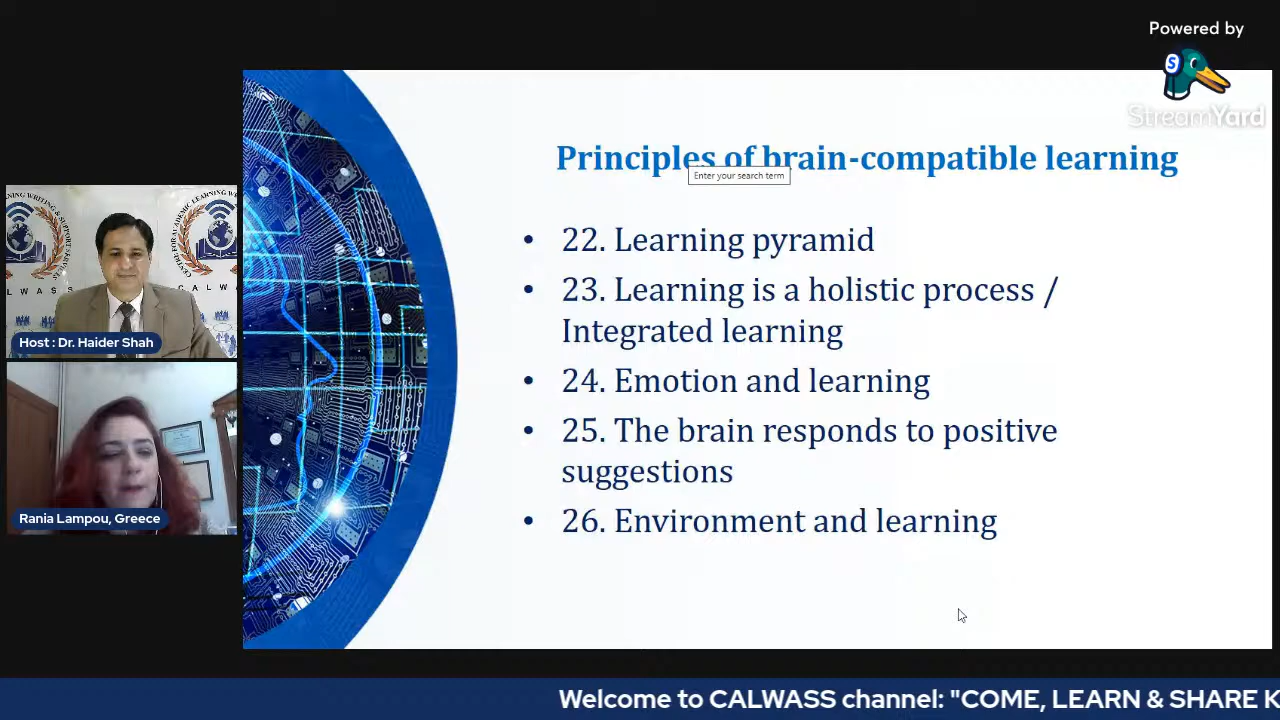 Powered by
StreamYard
Principles of brain-compatible learning
Enter your search term
• 22. Learning pyramid
• 23. Learning is a holistic process /
Integrated learning
• 24. Emotion and learning
• 25. The brain responds to positive
suggestions
• 26. Environment and learning
CALWASS
Host : Dr. Haider Shah
Rania Lampou, Greece
Welcome to CALWASS channel: "COME, LEARN & SHARE K